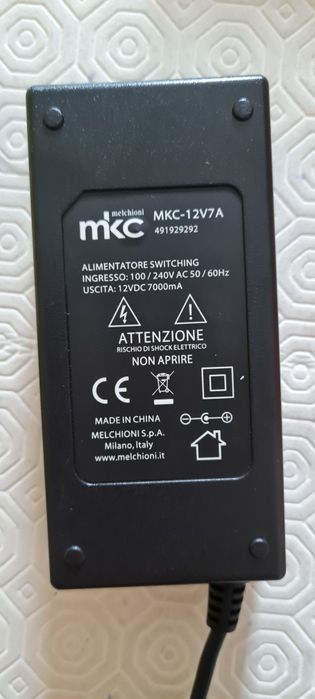 melchioni
mkc MKC-12V7A
491929292
ALIMENTATORE SWITCHING
INGRESSO: 100 / 240V AC 50 / 60Hz
USCITA: 12VDC 7000mA
ATTENZIONE
RISCHIO DI SHOCK ELETTRICO
NON APRIRE
CE
MADE IN CHINA
MELCHIONI S.p.A.
Milano, Italy
www.melchioni.it